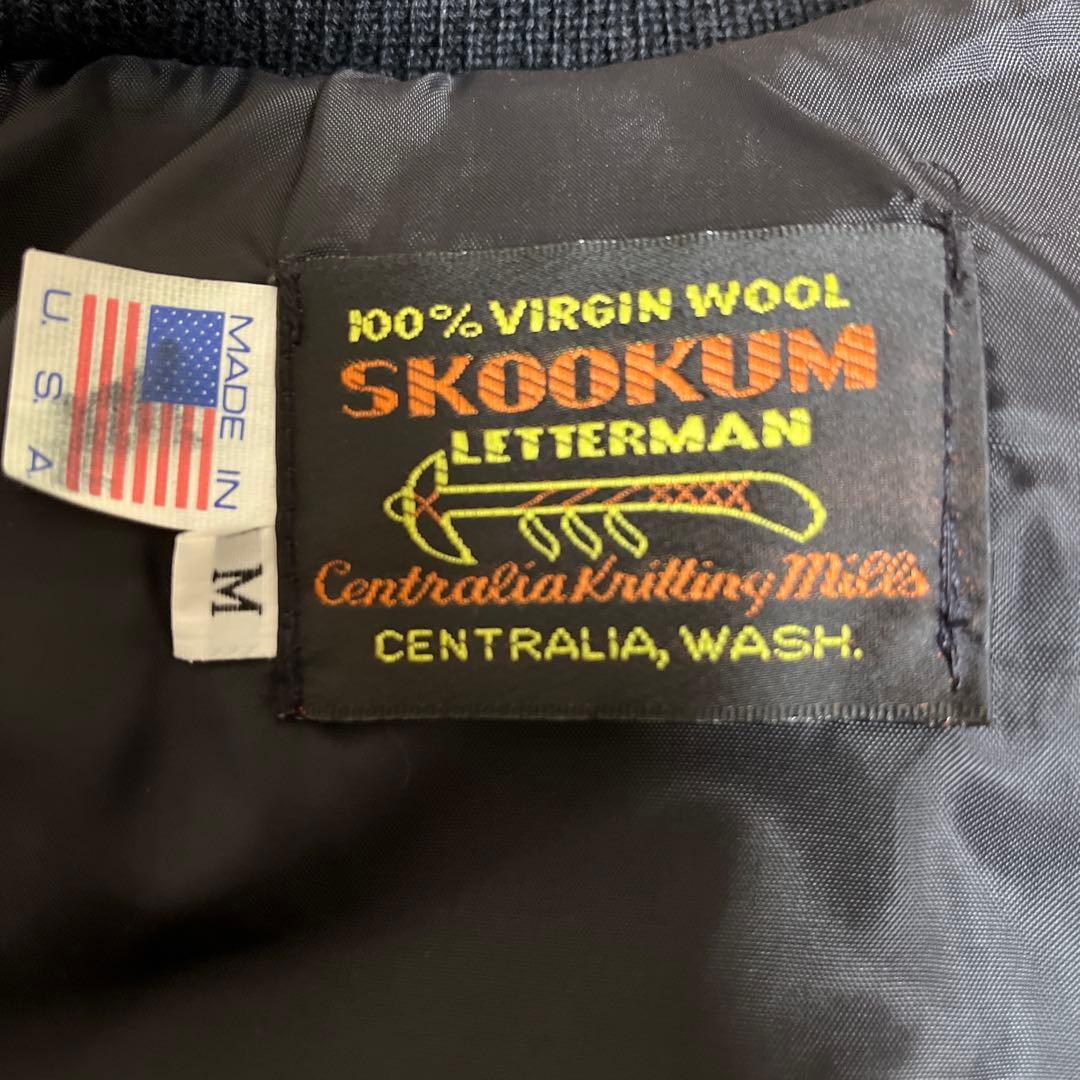 MADE IN
U. S. A
M
100% VIRGIN WOOL
SKOOKUM
LETTERMAN
Centralia Knitting Mills
CENTRALIA, WASH.